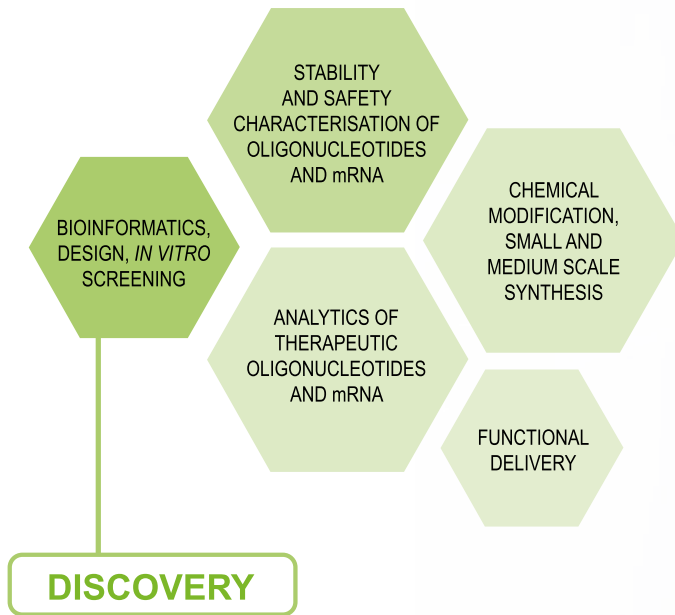 STABILITY
AND SAFETY
CHARACTERISATION OF
OLIGONUCLEOTIDES
AND mRNA
CHEMICAL
MODIFICATION,
SMALL AND
MEDIUM SCALE
SYNTHESIS
BIOINFORMATICS,
DESIGN, IN VITRO
SCREENING
ANALYTICS OF
THERAPEUTIC
OLIGONUCLEOTIDES
AND mRNA
FUNCTIONAL
DELIVERY
DISCOVERY